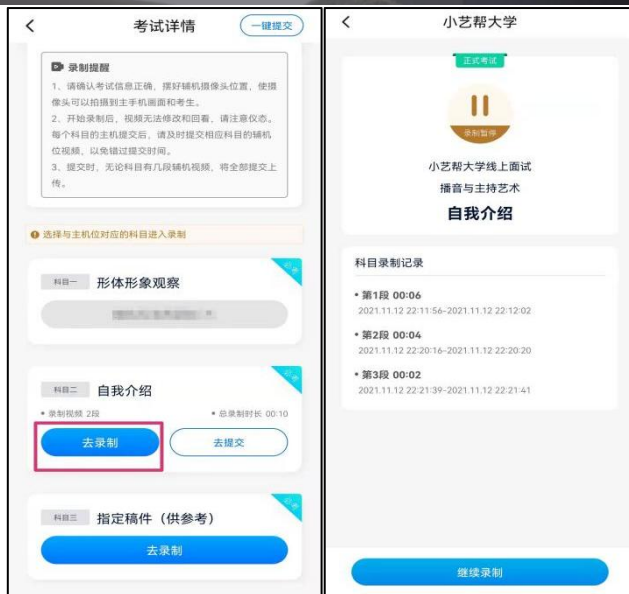 考试详情
一键提交
录制提醒
1、请确认考试信息正确，摆好辅机摄像头位置，使摄
像头可以拍摄到主手机画面和考生。
2、开始录制后，视频无法修改和回看，请注意仪态。
每个科目的主机提交后，请及时提交相应科目的辅机
位视频，以免错过提交时间。
3、提交时，无论科目有几段辅机视频，将全部提交上
传。
选择与主机位对应的科目进入录制
必考
科目一 形体形象观察
必考
科目二 自我介绍
• 录制视频 2段 • 总录制时长 00:10
去录制 去提交
必考
科目三 指定稿件（供参考）
去录制
小艺帮大学
正式考试
录制暂停
小艺帮大学线上面试
播音与主持艺术
自我介绍
科目录制记录
• 第1段 00:06
2021.11.12 22:11:56-2021.11.12 22:12:02
• 第2段 00:04
2021.11.12 22:20:16-2021.11.12 22:20:20
• 第3段 00:02
2021.11.12 22:21:39-2021.11.12 22:21:41
继续录制